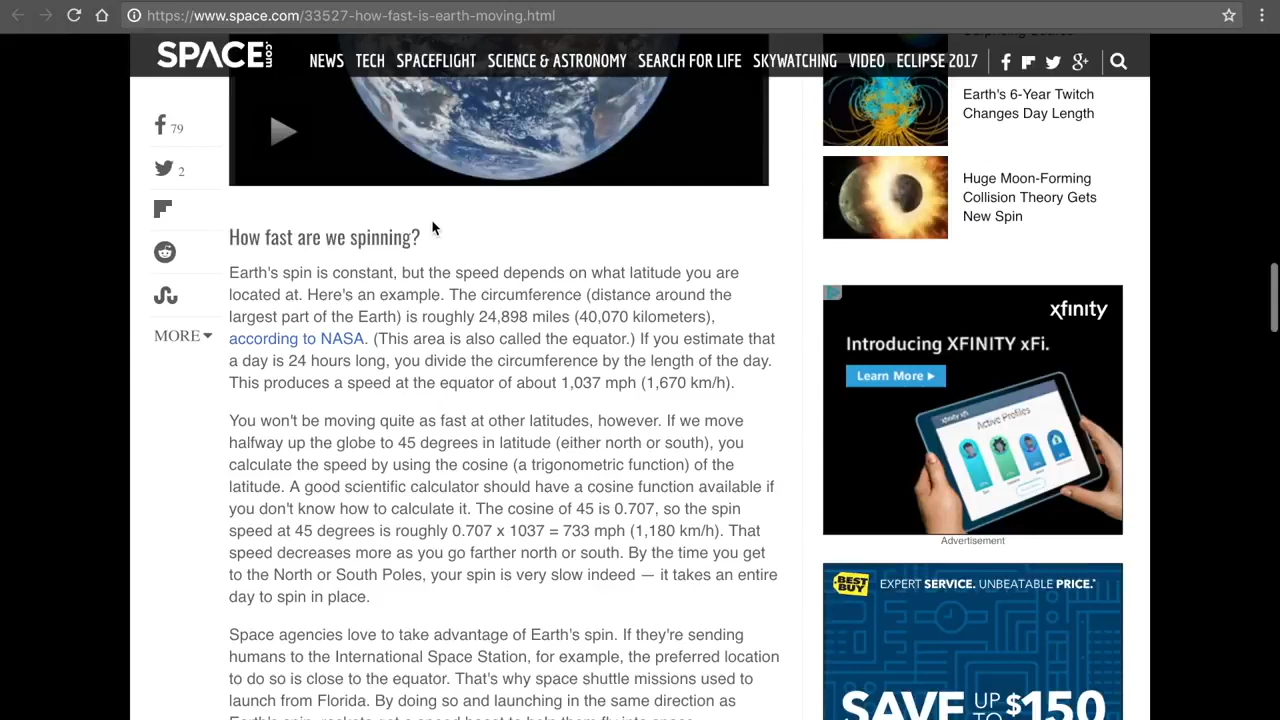 https://www.space.com/33527-how-fast-is-earth-moving.html
SPACE.com
NEWS TECH SPACEFLIGHT SCIENCE & ASTRONOMY SEARCH FOR LIFE SKYWATCHING VIDEO ECLIPSE 2017
79
2
MORE
How fast are we spinning?
Earth's spin is constant, but the speed depends on what latitude you are
located at. Here's an example. The circumference (distance around the
largest part of the Earth) is roughly 24,898 miles (40,070 kilometers),
according to NASA. (This area is also called the equator.) If you estimate that
a day is 24 hours long, you divide the circumference by the length of the day.
This produces a speed at the equator of about 1,037 mph (1,670 km/h).
You won't be moving quite as fast at other latitudes, however. If we move
halfway up the globe to 45 degrees in latitude (either north or south), you
calculate the speed by using the cosine (a trigonometric function) of the
latitude. A good scientific calculator should have a cosine function available if
you don't know how to calculate it. The cosine of 45 is 0.707, so the spin
speed at 45 degrees is roughly 0.707 x 1037 = 733 mph (1,180 km/h). That
speed decreases more as you go farther north or south. By the time you get
to the North or South Poles, your spin is very slow indeed — it takes an entire
day to spin in place.
Space agencies love to take advantage of Earth's spin. If they're sending
humans to the International Space Station, for example, the preferred location
to do so is close to the equator. That's why space shuttle missions used to
launch from Florida. By doing so and launching in the same direction as
Earth's 6-Year Twitch
Changes Day Length
Huge Moon-Forming
Collision Theory Gets
New Spin
xfinity
Introducing XFINITY xFi.
Learn More
Active Profiles
Advertisement
BEST BUY
EXPERT SERVICE. UNBEATABLE PRICE.*
SAVE UP TO $150